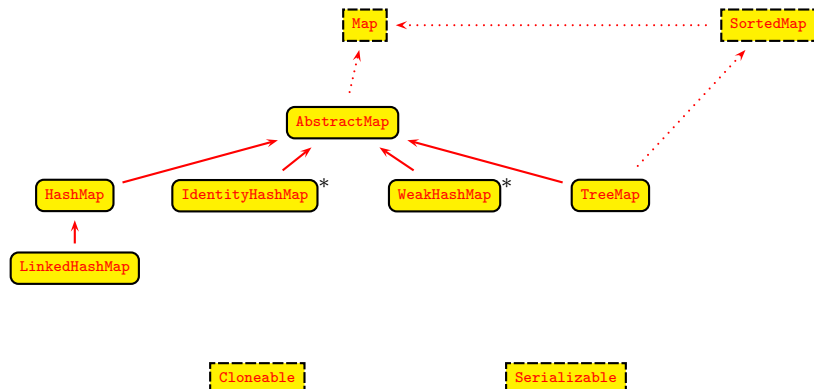 Map
SortedMap
AbstractMap
HashMap
IdentityHashMap*
WeakHashMap*
TreeMap
LinkedHashMap
Cloneable
Serializable